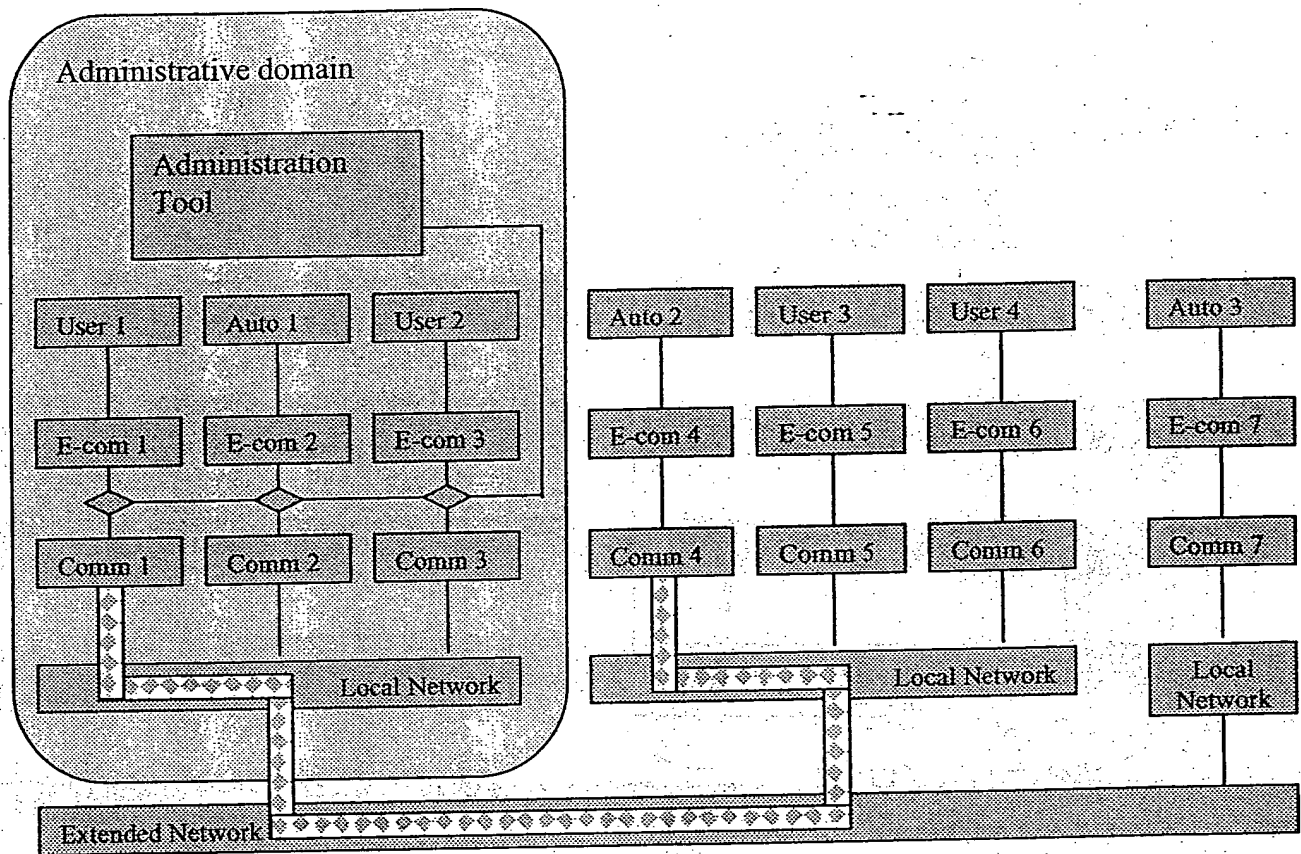 Administrative domain
Administration
Tool
User 1
Auto 1
User 2
Auto 2
User 3
User 4
Auto 3
E-com 1
E-com 2
E-com 3
E-com 4
E-com 5
E-com 6
E-com 7
Comm 1
Comm 2
Comm 3
Comm 4
Comm 5
Comm 6
Comm 7
Local Network
Local Network
Local
Network
Extended Network